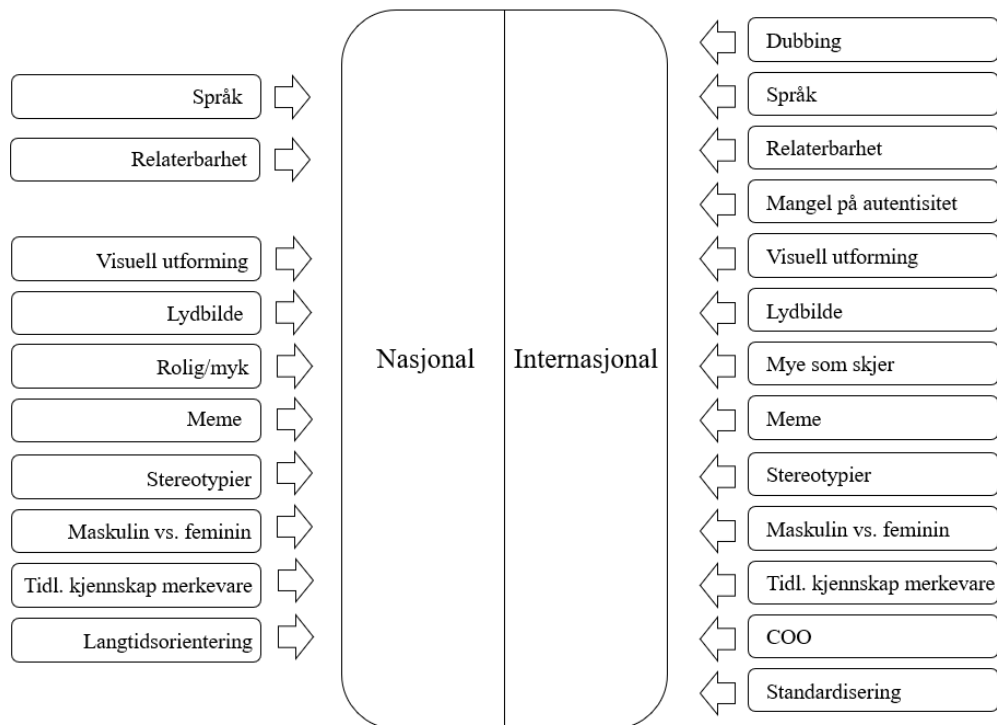 Språk
Relaterbarhet
Visuell utforming
Lydbilde
Rolig/myk
Meme
Stereotypier
Maskulin vs. feminin
Tidl. kjennskap merkevare
Langtidsorientering
Nasjonal
Internasjonal
Dubbing
Språk
Relaterbarhet
Mangel på autentisitet
Visuell utforming
Lydbilde
Mye som skjer
Meme
Stereotypier
Maskulin vs. feminin
Tidl. kjennskap merkevare
COO
Standardisering